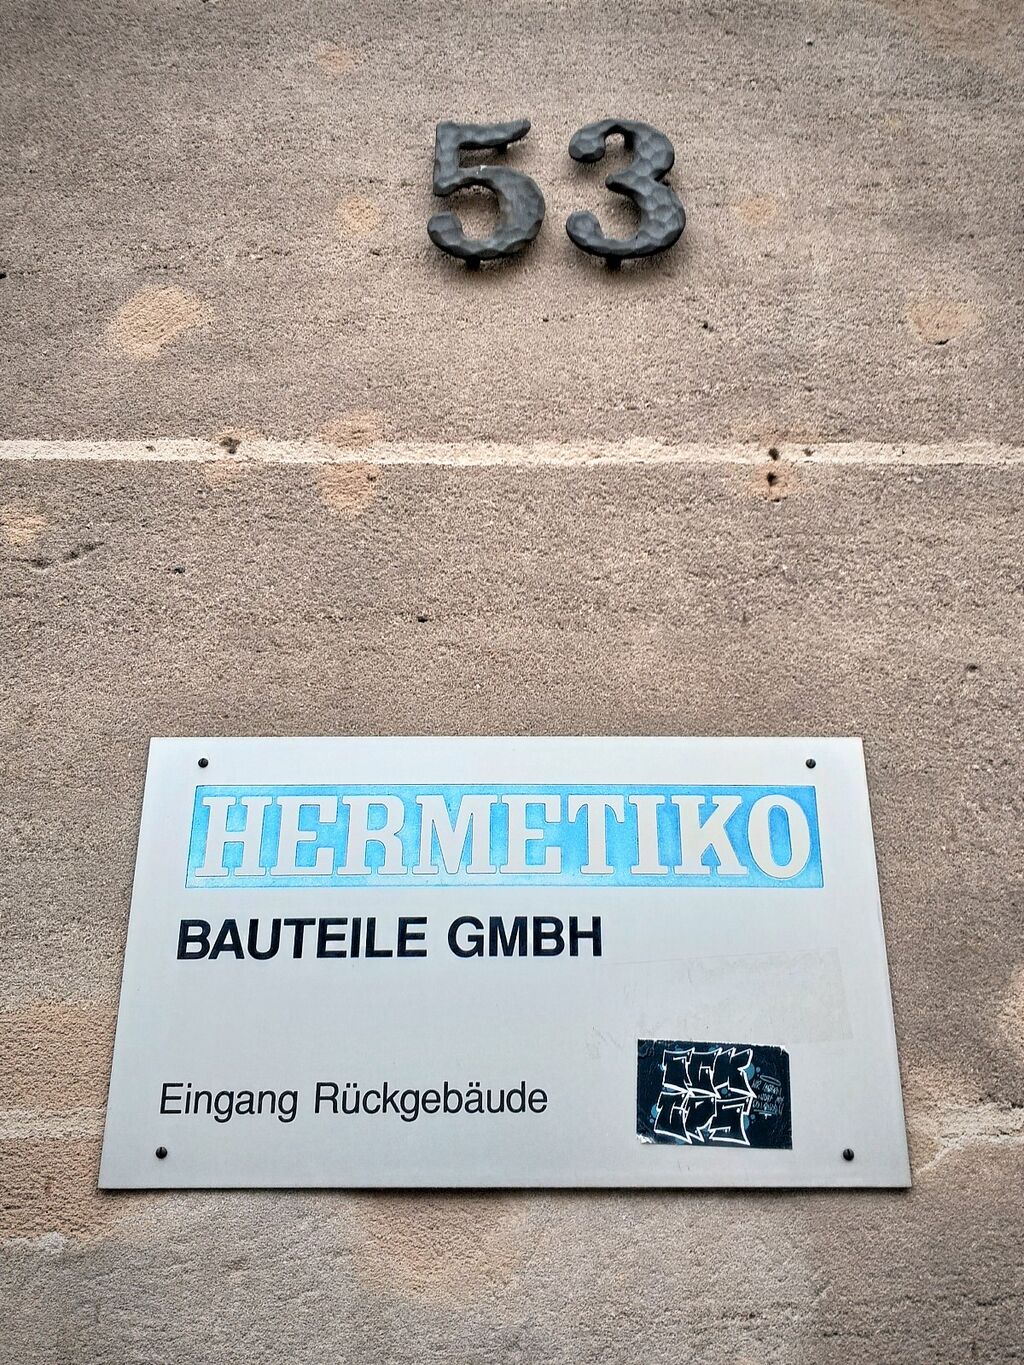 53
HERMETIKO
BAUTEILE GMBH
Eingang Rückgebäude